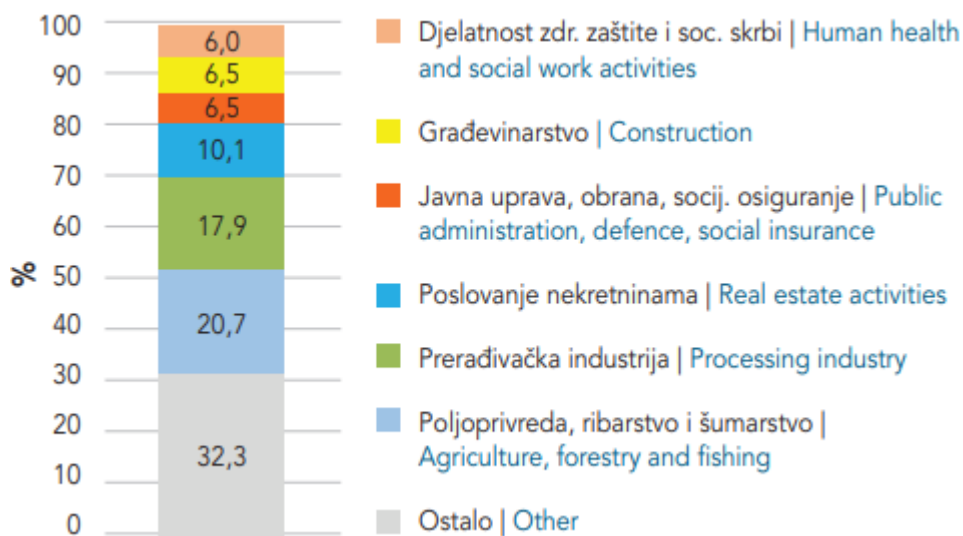 100
90
80
70
60
50
40
30
20
10
0
%
6,0
6,5
6,5
10,1
17,9
20,7
32,3
Djelatnost zdr. zaštite i soc. skrbi | Human health
and social work activities
Građevinarstvo | Construction
Javna uprava, obrana, socij. osiguranje | Public
administration, defence, social insurance
Poslovanje nekretninama | Real estate activities
Prerađivačka industrija | Processing industry
Poljoprivreda, ribarstvo i šumarstvo |
Agriculture, forestry and fishing
Ostalo | Other